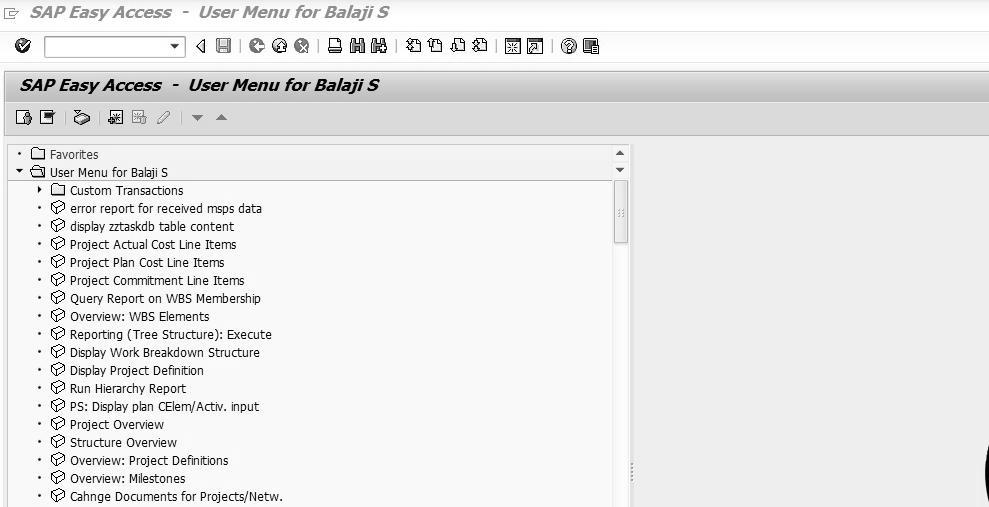 SAP Easy Access - User Menu for Balaji S
SAP Easy Access - User Menu for Balaji S
Favorites
User Menu for Balaji S
Custom Transactions
error report for received msps data
display zztaskdb table content
Project Actual Cost Line Items
Project Plan Cost Line Items
Project Commitment Line Items
Query Report on WBS Membership
Overview: WBS Elements
Reporting (Tree Structure): Execute
Display Work Breakdown Structure
Display Project Definition
Run Hierarchy Report
PS: Display plan CElem/Activ. input
Project Overview
Structure Overview
Overview: Project Definitions
Overview: Milestones
Cahnge Documents for Projects/Netw.